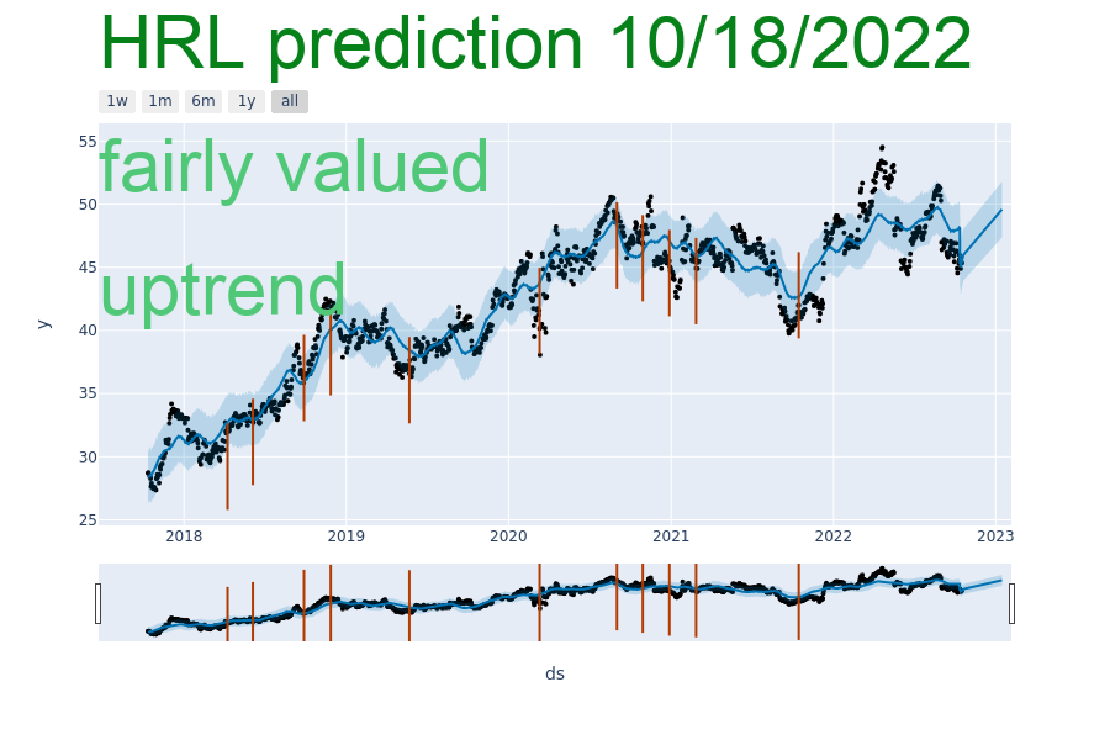 HRL prediction 10/18/2022
1w 1m 6m 1y all
fairly valued
uptrend
55
50
45
40
35
30
25
y
2018 2019 2020 2021 2022 2023
ds